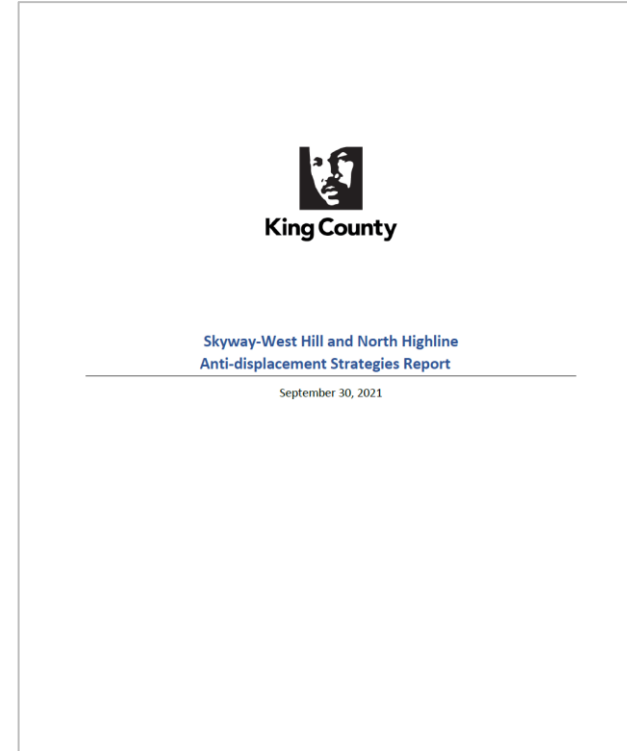 King County
Skyway-West Hill and North Highline
Anti-displacement Strategies Report
September 30, 2021